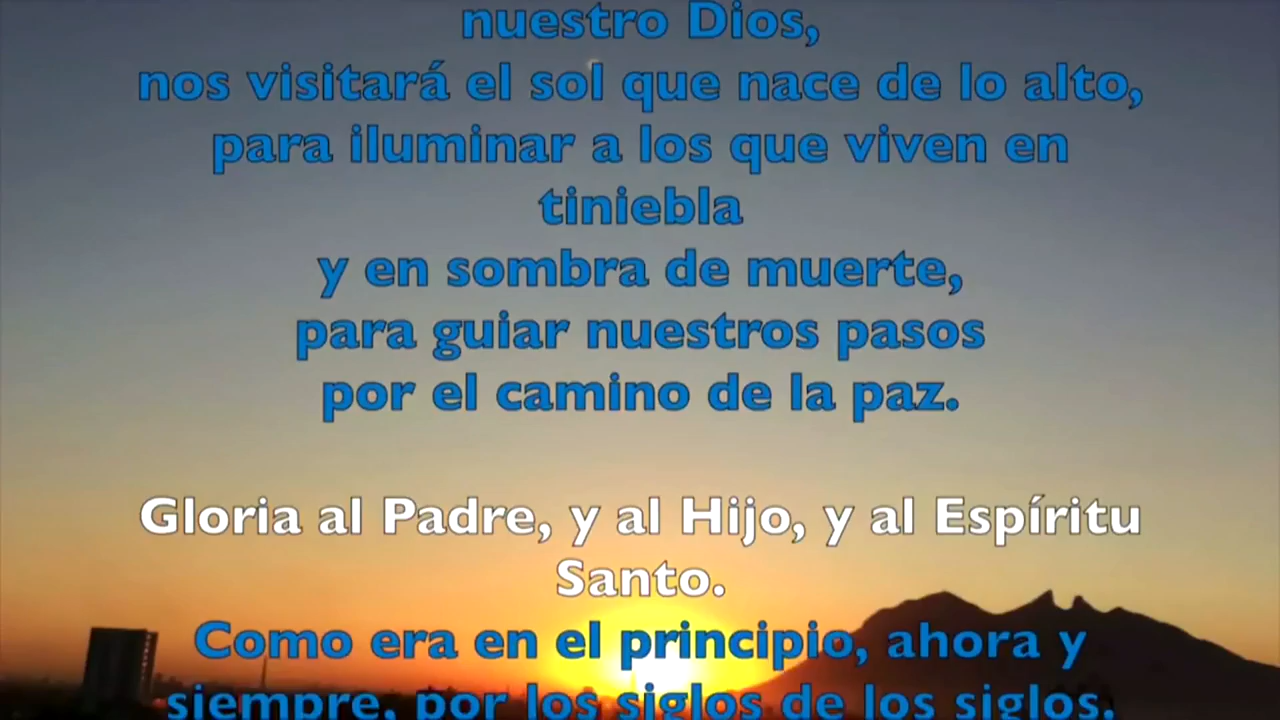 nuestro Dios,
nos visitará el sol que nace de lo alto,
para iluminar a los que viven en
tiniebla
y en sombra de muerte,
para guiar nuestros pasos
por el camino de la paz.
Gloria al Padre, y al Hijo, y al Espíritu
Santo.
Como era en el principio, ahora y
siempre, por los siglos de los siglos.